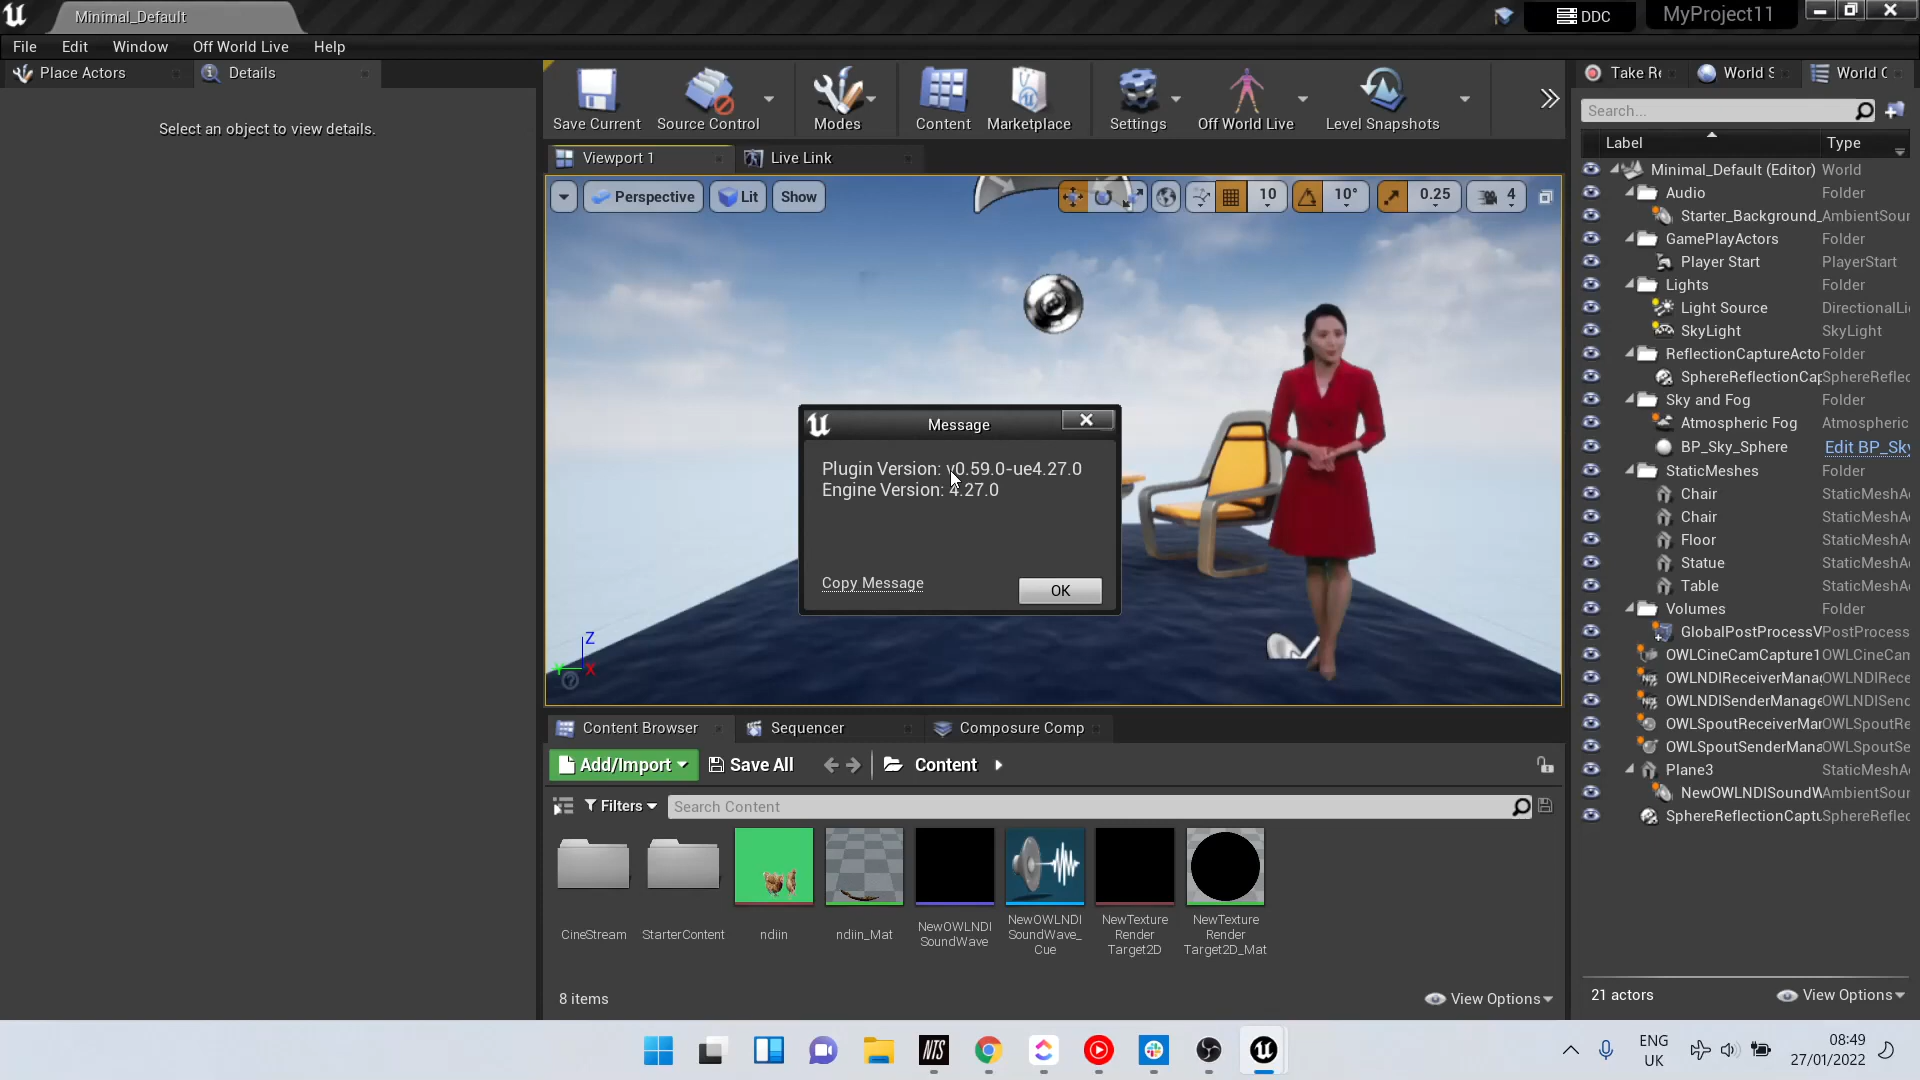 Minimal_Default
DDC
MyProject11
File Edit Window Off World Live Help
Place Actors
Details
Select an object to view details.
Save Current
Source Control
Modes
Content
Marketplace
Settings
Off World Live
Level Snapshots
Viewport 1
Live Link
Perspective
Lit
Show
10
10°
0.25
4
Message
Plugin Version: v0.59.0-ue4.27.0
Engine Version: 4.27.0
Copy Message
OK
Z
X
Content Browser
Sequencer
Composure Comp
Add/Import
Save All
Content
Filters
Search Content
CineStream
StarterContent
ndiin
ndiin_Mat
NewOWLNDI
SoundWave
NewOWLNDI
SoundWave_
Cue
NewTexture
Render
Target2D
NewTexture
Render
Target2D_Mat
8 items
View Options
Take Re
World S
World O
Search...
Label Type
Minimal_Default (Editor) World
Audio Folder
Starter_Background_ AmbientSour
GamePlayActors Folder
Player Start PlayerStart
Lights Folder
Light Source DirectionalLi
SkyLight SkyLight
ReflectionCaptureActo Folder
SphereReflectionCap SphereReflec
Sky and Fog Folder
Atmospheric Fog Atmospheric
BP_Sky_Sphere Edit BP_Sky
StaticMeshes Folder
Chair StaticMeshA
Chair StaticMeshA
Floor StaticMeshA
Statue StaticMeshA
Table StaticMeshA
Volumes Folder
GlobalPostProcessV PostProcess
OWLCineCamCapture1 OWLCineCam
OWLNDIReceiverMana OWLNDIRece
OWLNDISenderManage OWLNDISend
OWLSpoutReceiverMan OWLSpoutRe
OWLSpoutSenderMana OWLSpoutSe
Plane3 StaticMeshA
NewOWLNDISoundW AmbientSour
SphereReflectionCaptu SphereReflec
21 actors
View Options
NTS
ENG
UK
08:49
27/01/2022